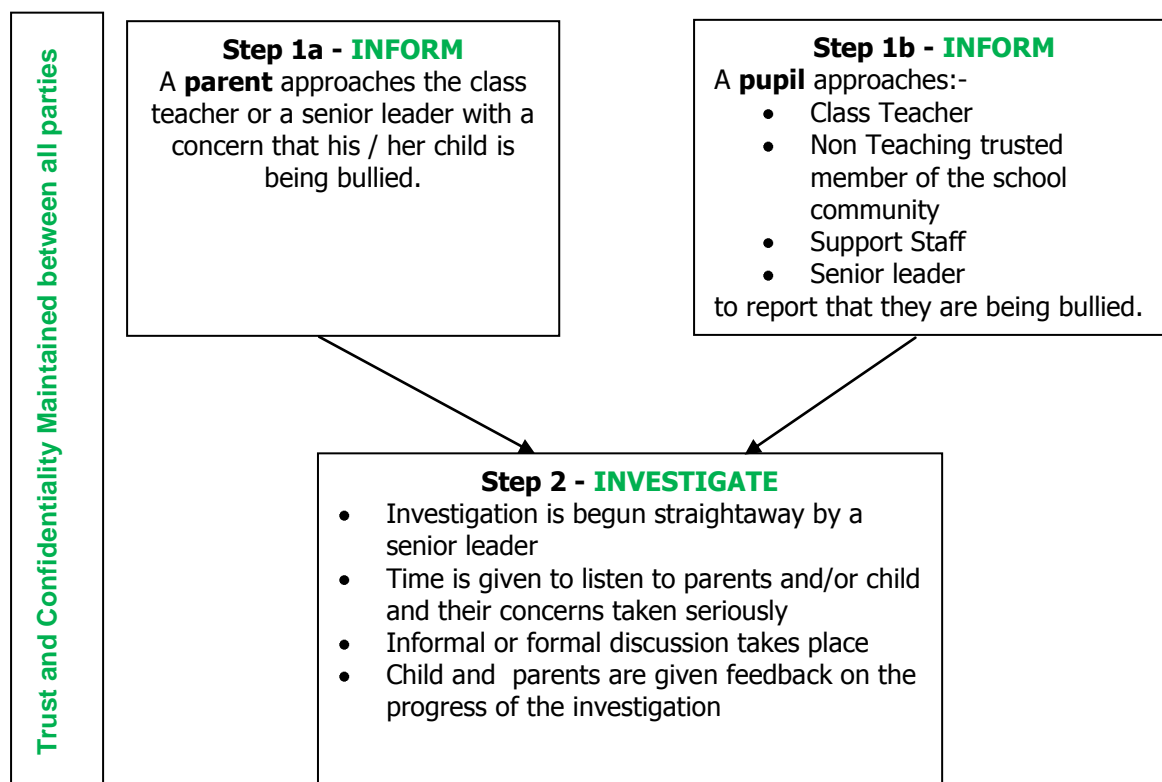 Trust and Confidentiality Maintained between all parties
Step 1a - INFORM
A parent approaches the class
teacher or a senior leader with a
concern that his / her child is
being bullied.
Step 1b - INFORM
A pupil approaches:-
• Class Teacher
• Non Teaching trusted
member of the school
community
• Support Staff
• Senior leader
to report that they are being bullied.
Step 2 - INVESTIGATE
• Investigation is begun straightaway by a
senior leader
• Time is given to listen to parents and/or child
and their concerns taken seriously
• Informal or formal discussion takes place
• Child and  parents are given feedback on the
progress of the investigation